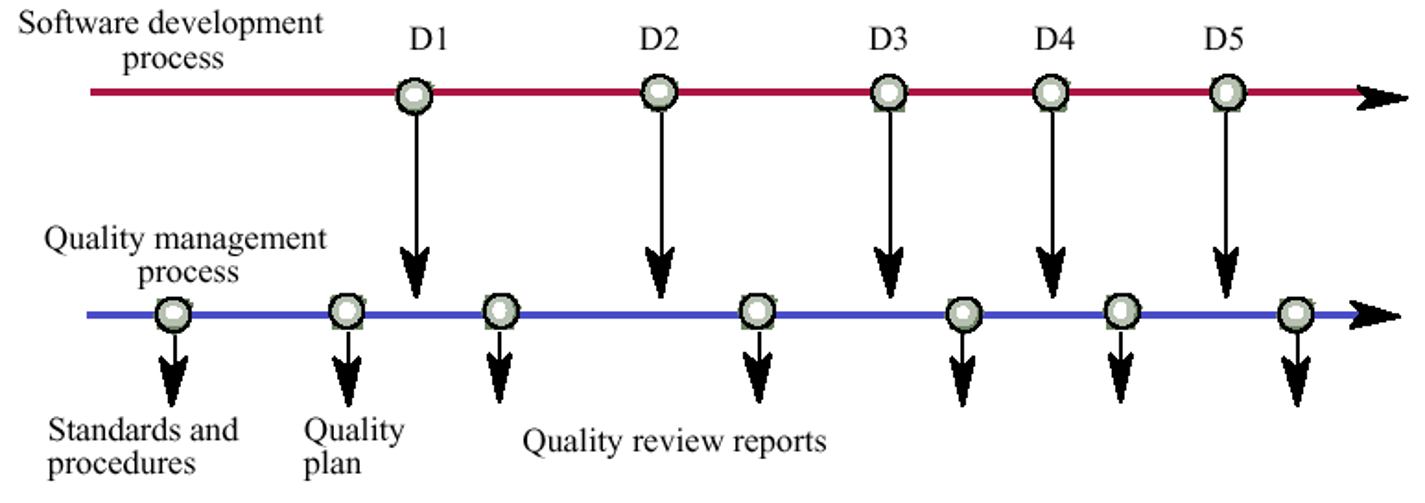 Software development
process
D1
D2
D3
D4
D5
Quality management
process
Standards and
procedures
Quality
plan
Quality review reports